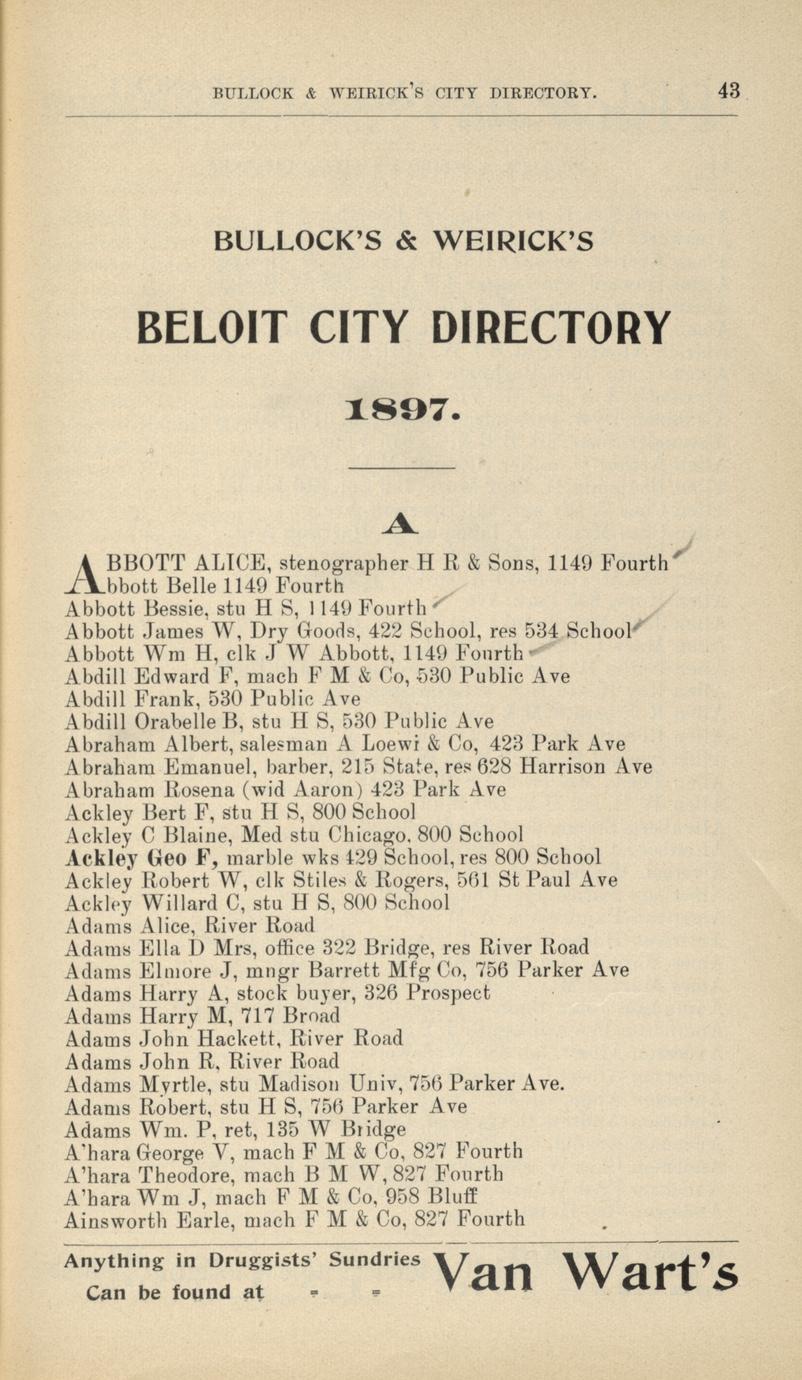 BULLOCK & WEIRICK'S CITY DIRECTORY. 43
BULLOCK'S & WEIRICK'S
BELOIT CITY DIRECTORY
1897.
A
ABBOTT ALICE, stenographer H R & Sons, 1149 Fourth
Abbott Belle 1149 Fourth
Abbott Bessie, stu H S, 1149 Fourth
Abbott James W, Dry Goods, 422 School, res 534 School
Abbott Wm H, clk J W Abbott, 1149 Fourth
Abdill Edward F, mach F M & Co, 530 Public Ave
Abdill Frank, 530 Public Ave
Abdill Orabelle B, stu H S, 530 Public Ave
Abraham Albert, salesman A Loewi & Co, 423 Park Ave
Abraham Emanuel, barber, 215 State, res 628 Harrison Ave
Abraham Rosena (wid Aaron) 423 Park Ave
Ackley Bert F, stu H S, 800 School
Ackley C Blaine, Med stu Chicago. 800 School
Ackley Geo F, marble wks 429 School, res 800 School
Ackley Robert W, clk Stiles & Rogers, 561 St Paul Ave
Ackley Willard C, stu H S, 800 School
Adams Alice, River Road
Adams Ella D Mrs, office 322 Bridge, res River Road
Adams Elmore J, mngr Barrett Mfg Co, 756 Parker Ave
Adams Harry A, stock buyer, 326 Prospect
Adams Harry M, 717 Broad
Adams John Hackett, River Road
Adams John R, River Road
Adams Myrtle, stu Madison Univ, 756 Parker Ave.
Adams Robert, stu H S, 756 Parker Ave
Adams Wm. P, ret, 135 W Bridge
A'hara George V, mach F M & Co, 827 Fourth
A'hara Theodore, mach B M W, 827 Fourth
A'hara Wm J, mach F M & Co, 958 Bluff
Ainsworth Earle, mach F M & Co, 827 Fourth
Anything in Druggists' Sundries
Can be found at = = Van Wart's